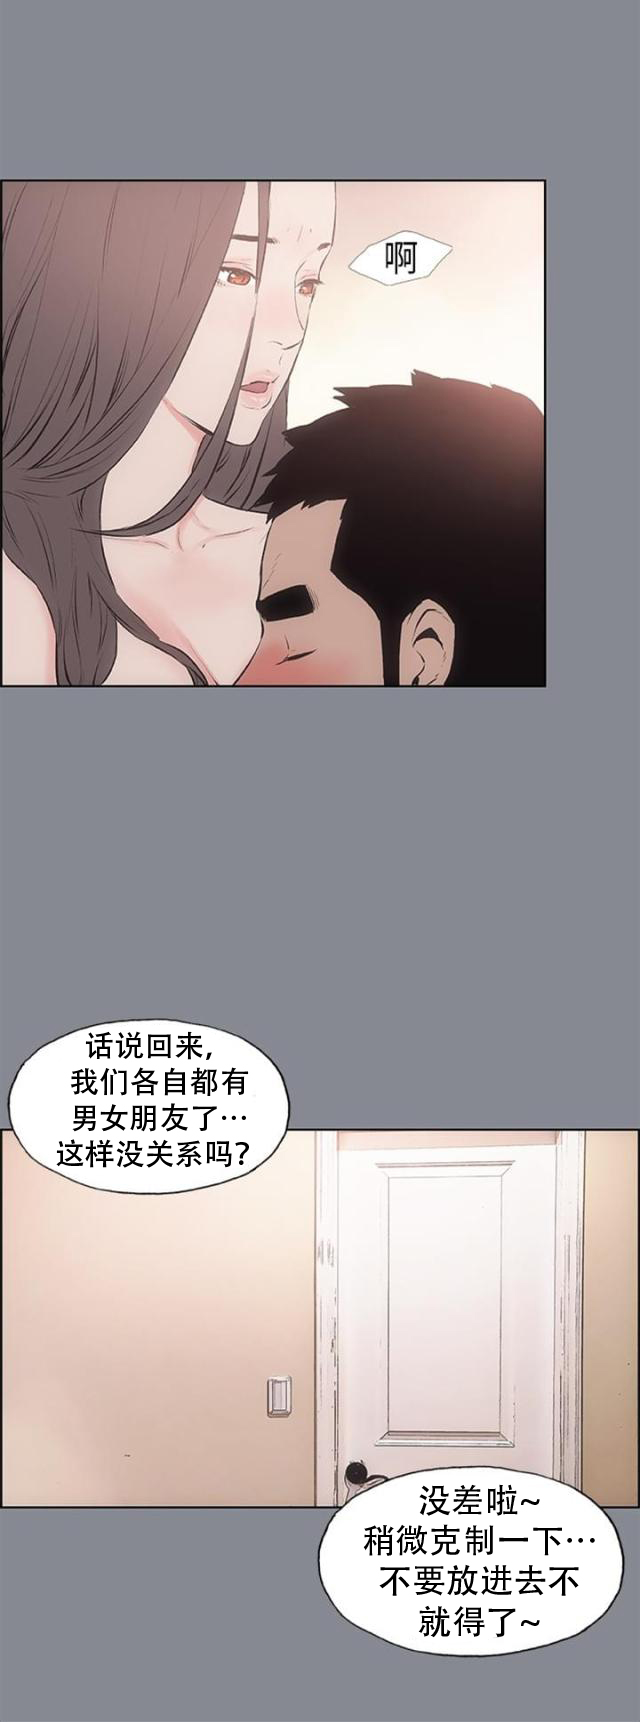 啊
话说回来,
我们各自都有
男女朋友了…
这样没关系吗?
没差啦~
稍微克制一下…
不要放进去不
就得了~